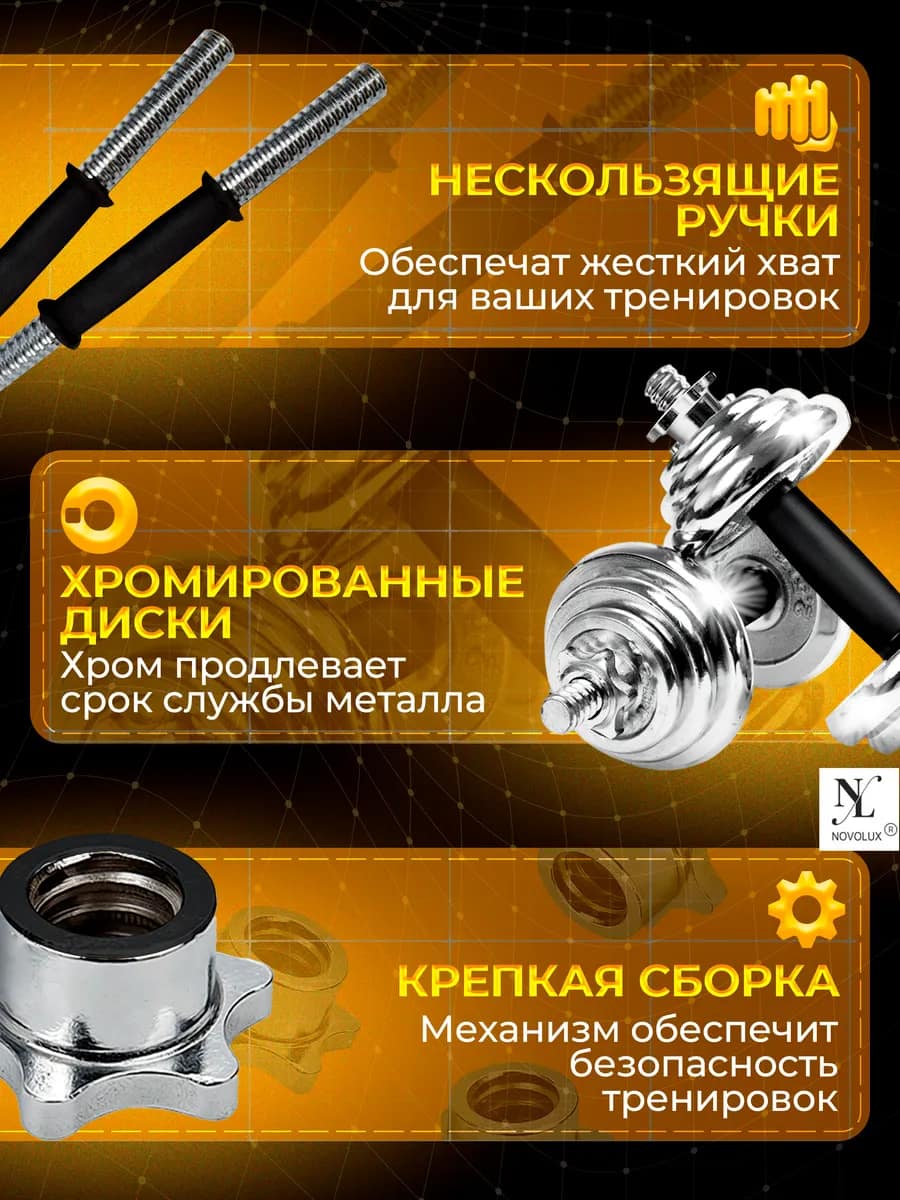 НЕСКОЛЬЗЯЩИЕ
РУЧКИ
Обеспечат жесткий хват
для ваших тренировок
ХРОМИРОВАННЫЕ
ДИСКИ
Хром продлевает
срок службы металла
NL
NOVOLUX ®
КРЕПКАЯ СБОРКА
Механизм обеспечит
безопасность
тренировок